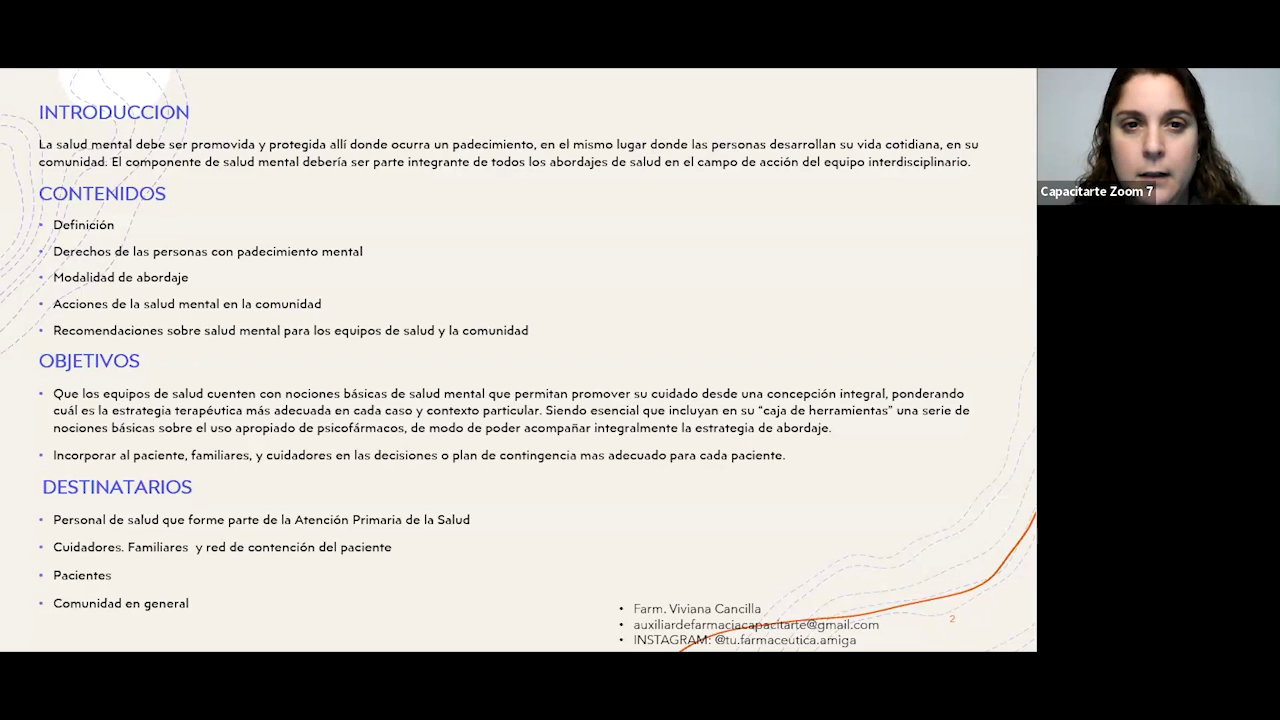 INTRODUCCION
La salud mental debe ser promovida y protegida allí donde ocurra un padecimiento, en el mismo lugar donde las personas desarrollan su vida cotidiana, en su
comunidad. El componente de salud mental debería ser parte integrante de todos los abordajes de salud en el campo de acción del equipo interdisciplinario.
CONTENIDOS
• Definición
• Derechos de las personas con padecimiento mental
• Modalidad de abordaje
• Acciones de la salud mental en la comunidad
• Recomendaciones sobre salud mental para los equipos de salud y la comunidad
OBJETIVOS
• Que los equipos de salud cuenten con nociones básicas de salud mental que permitan promover su cuidado desde una concepción integral, ponderando
cuál es la estrategia terapéutica más adecuada en cada caso y contexto particular. Siendo esencial que incluyan en su "caja de herramientas" una serie de
nociones básicas sobre el uso apropiado de psicofármacos, de modo de poder acompañar integralmente la estrategia de abordaje.
• Incorporar al paciente, familiares, y cuidadores en las decisiones o plan de contingencia mas adecuado para cada paciente.
DESTINATARIOS
• Personal de salud que forme parte de la Atención Primaria de la Salud
• Cuidadores. Familiares y red de contención del paciente
• Pacientes
• Comunidad en general
• Farm. Viviana Cancilla
• auxiliardefarmaciacapacitarte@gmail.com
• INSTAGRAM: @tu.farmaceutica.amiga
2
Capacitarte Zoom 7